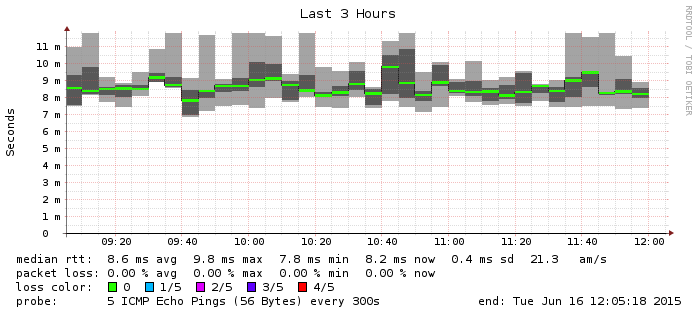 Last 3 Hours
RRDTOOL / TOBI OETIKER
Seconds
11 m
10 m
9 m
8 m
7 m
6 m
5 m
4 m
3 m
2 m
1 m
0
09:20 09:40 10:00 10:20 10:40 11:00 11:20 11:40 12:00
median rtt: 8.6 ms avg 9.8 ms max 7.8 ms min 8.2 ms now 0.4 ms sd 21.3 am/s
packet loss: 0.00 % avg 0.00 % max 0.00 % min 0.00 % now
loss color: 0 1/5 2/5 3/5 4/5
probe: 5 ICMP Echo Pings (56 Bytes) every 300s end: Tue Jun 16 12:05:18 2015